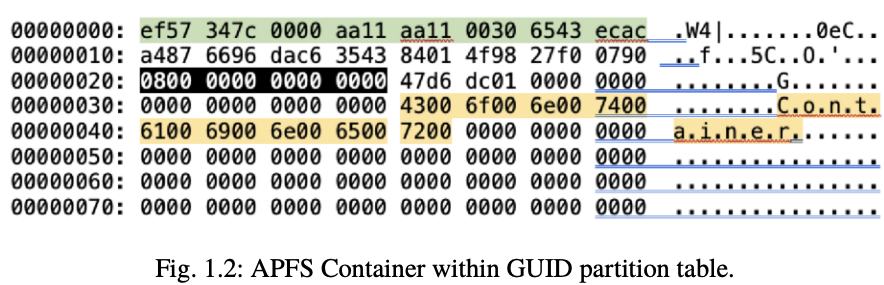 00000000: ef57 347c 0000 aa11 aa11 0030 6543 ecac .W4|.......0eC..
00000010: a487 6696 dac6 3543 8401 4f98 27f0 0790 ..f...5C..O.'...
00000020: 0800 0000 0000 0000 47d6 dc01 0000 0000 ........G.......
00000030: 0000 0000 0000 0000 4300 6f00 6e00 7400 ........C.o.n.t.
00000040: 6100 6900 6e00 6500 7200 0000 0000 0000 a.i.n.e.r.......
00000050: 0000 0000 0000 0000 0000 0000 0000 0000 ................
00000060: 0000 0000 0000 0000 0000 0000 0000 0000 ................
00000070: 0000 0000 0000 0000 0000 0000 0000 0000 ................
Fig. 1.2: APFS Container within GUID partition table.